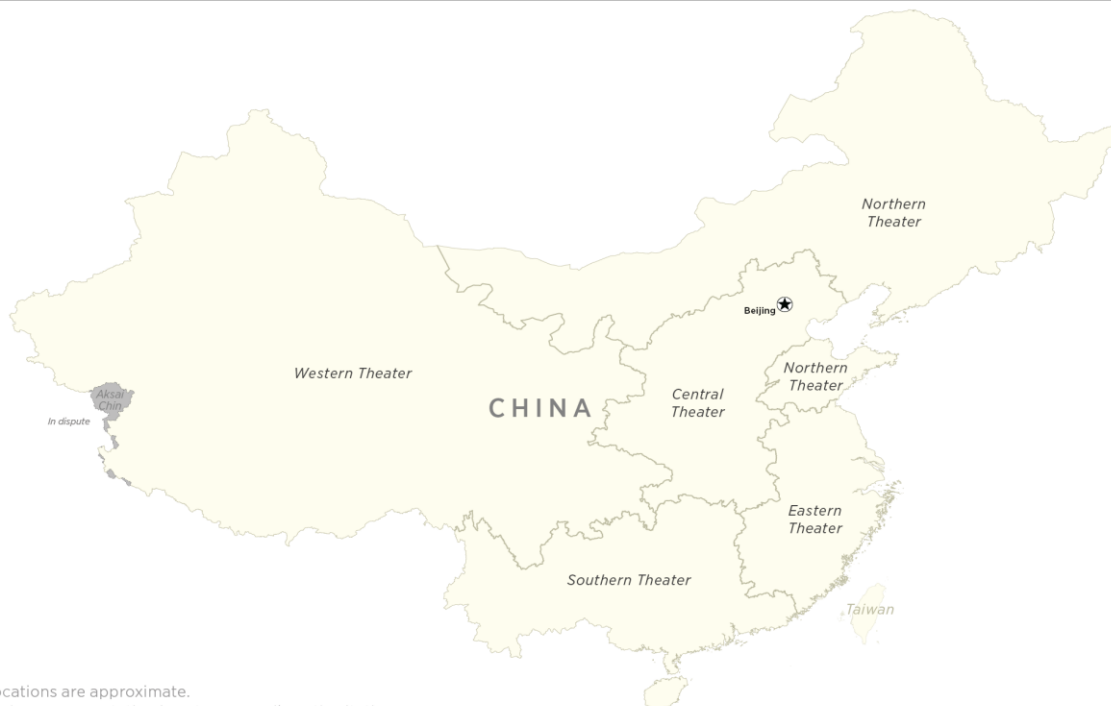 Northern
Theater
Beijing
Western Theater
Northern
Theater
Aksai
Chin
Central
Theater
CHINA
In dispute
Eastern
Theater
Southern Theater
Taiwan
ocations are approximate.